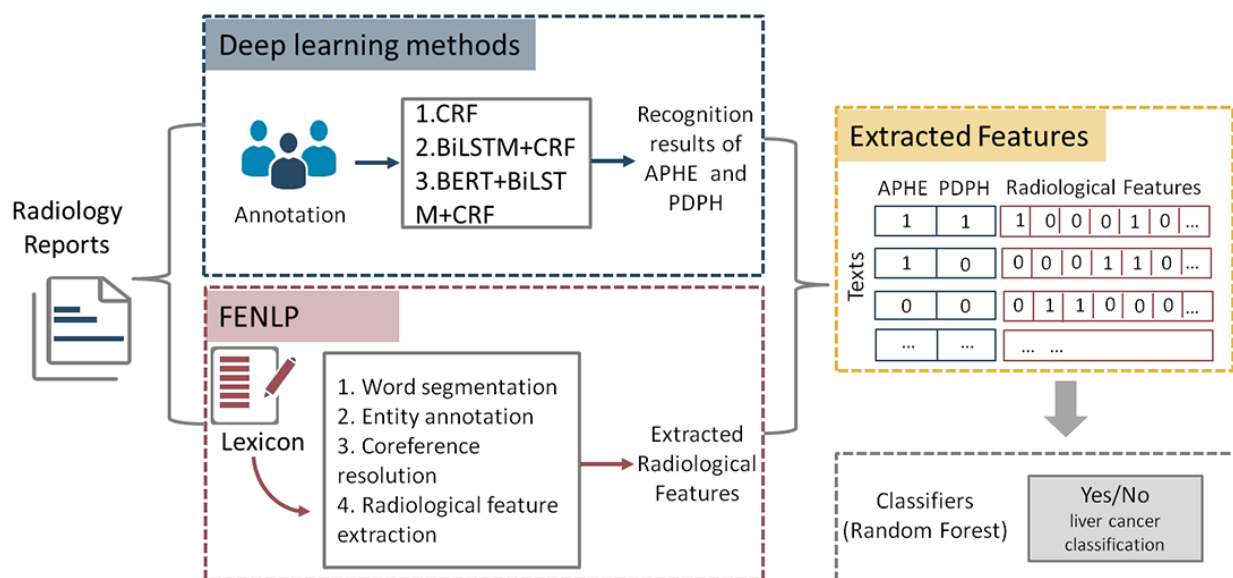 Radiology
Reports
Deep learning methods
Annotation
1.CRF
2.BiLSTM+CRF
3.BERT+BiLST
M+CRF
Recognition
results of
APHE and
PDPH
FENLP
Lexicon
1. Word segmentation
2. Entity annotation
3. Coreference
resolution
4. Radiological feature
extraction
Extracted
Radiological
Features
Extracted Features
APHE PDPH Radiological Features
Texts
1 1 1 0 0 0 1 0 ...
1 0 0 0 0 1 1 0 ...
0 0 0 1 1 0 0 0 ...
... ... ... ...
Classifiers
(Random Forest)
Yes/No
liver cancer
classification